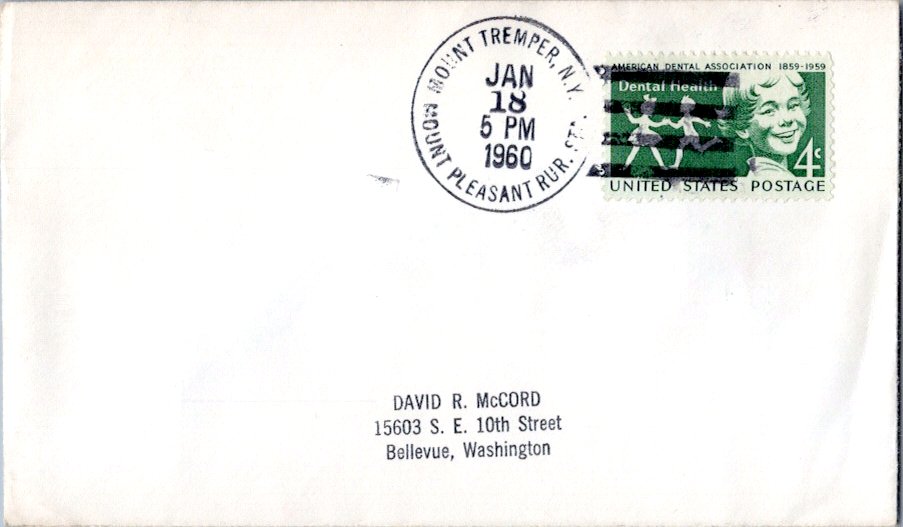 MOUNT TREMPER, N.Y.
JAN
18
5 PM
1960
MOUNT PLEASANT RUR. STA.
AMERICAN DENTAL ASSOCIATION 1859-1959
Dental Health
4c
UNITED STATES POSTAGE
DAVID R. McCORD
15603 S. E. 10th Street
Bellevue, Washington